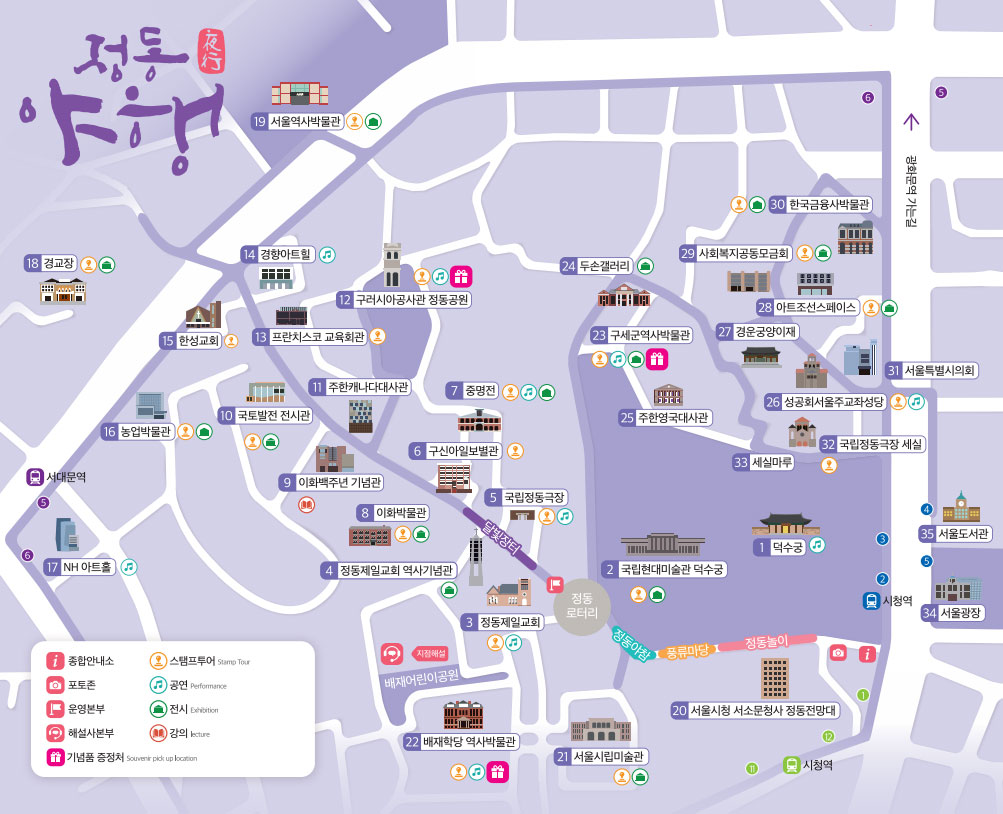 정동
夜行
야행
19 서울역사박물관
6
5
광화문역 가는길
30 한국금융사박물관
14 경향아트힐
29 사회복지공동모금회
18 경교장
24 두손갤러리
12 구러시아공사관 정동공원
28 아트조선스페이스
15 한성교회
13 프란치스코 교육회관
23 구세군역사박물관
27 경운궁양이재
31 서울특별시의회
11 주한캐나다대사관
7 중명전
26 성공회서울주교좌성당
10 국토발전 전시관
25 주한영국대사관
16 농업박물관
32 국립정동극장 세실
6 구신아일보별관
33 세실마루
서대문역
9 이화백주년 기념관
5
5 국립정동극장
8 이화박물관
달빛장터
4
35 서울도서관
3
1 덕수궁
6
17 NH 아트홀
4 정동제일교회 역사기념관
2 국립현대미술관 덕수궁
5
2
시청역
정동
로터리
34 서울광장
3 정동제일교회
정동야참
풍류마당
정동놀이
지점해설
배재어린이공원
종합안내소
스탬프투어 Stamp Tour
포토존
공연 Performance
운영본부
전시 Exhibition
해설사본부
강의 lecture
기념품 증정처 Souvenir pick up location
1
20 서울시청 서소문청사 정동전망대
22 배재학당 역사박물관
12
21 서울시립미술관
11
시청역